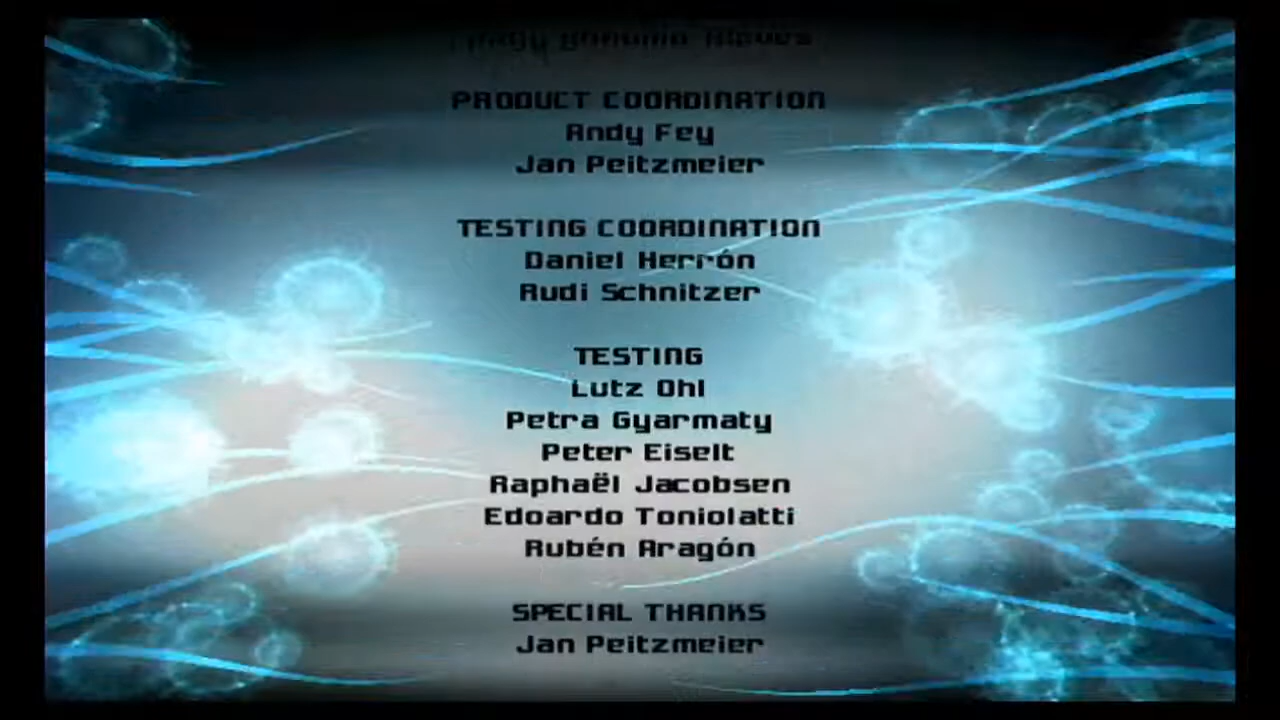 PRODUCT COORDINATION
Andy Fey
Jan Peitzmeier
TESTING COORDINATION
Daniel Herrón
Rudi Schnitzer
TESTING
Lutz Ohl
Petra Gyarmaty
Peter Eiselt
Raphaël Jacobsen
Edoardo Toniolatti
Rubén Aragón
SPECIAL THANKS
Jan Peitzmeier